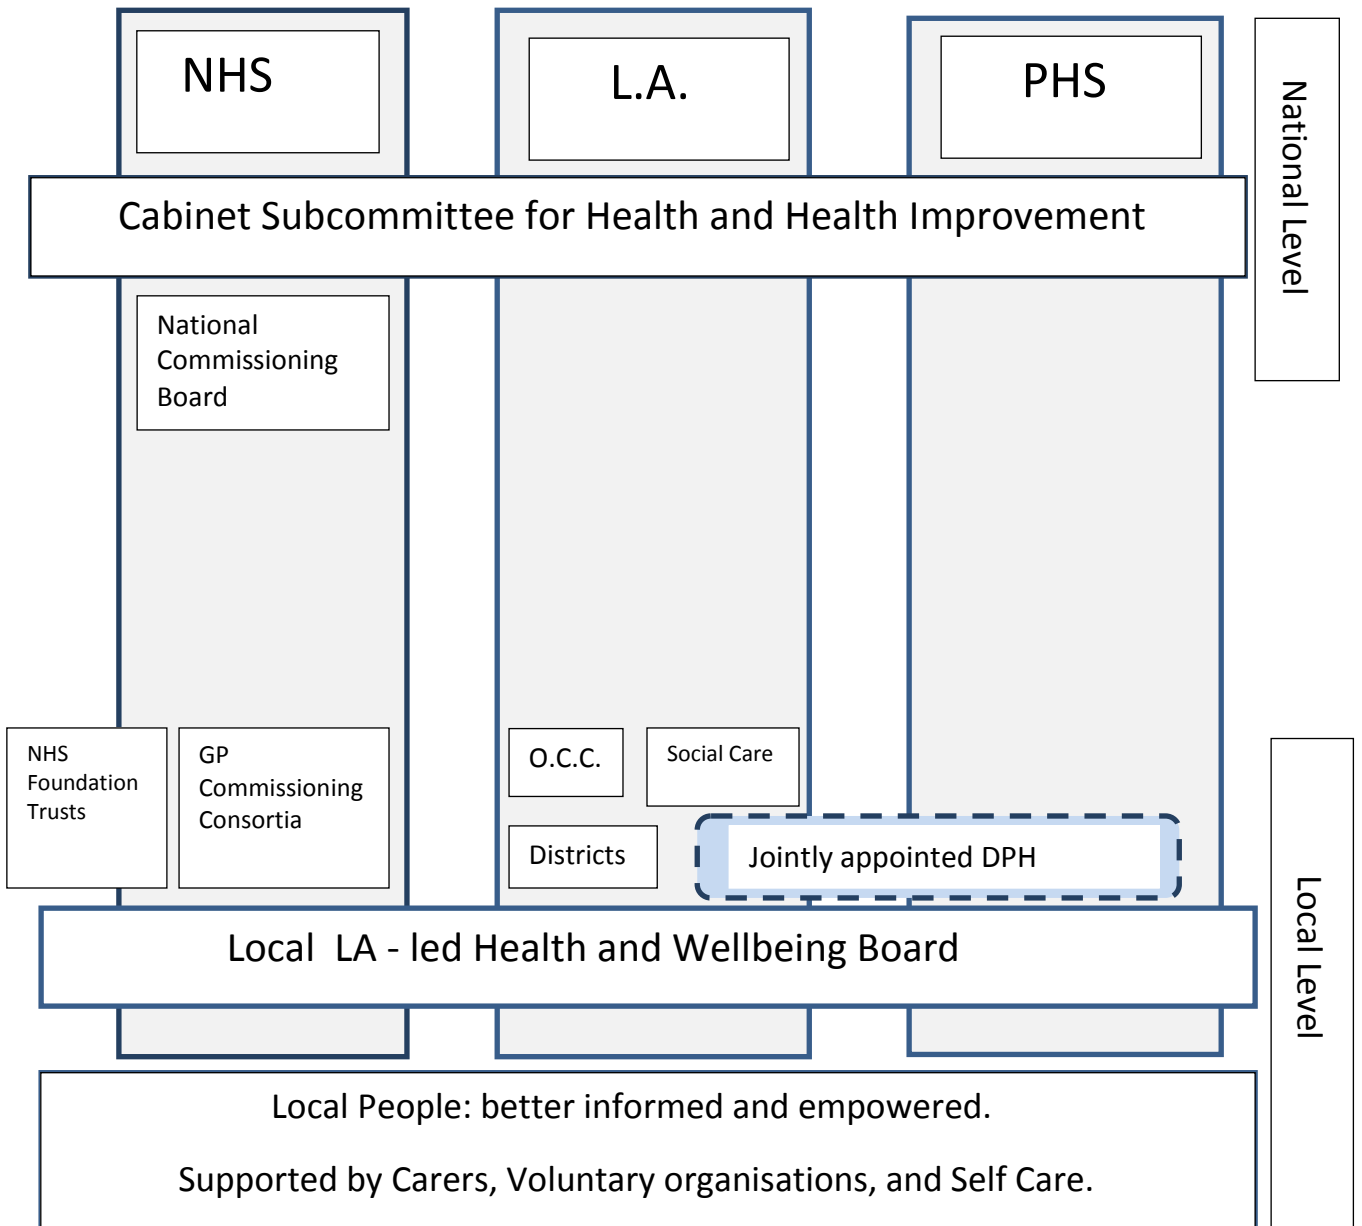 NHS
L.A.
PHS
National Level
Cabinet Subcommittee for Health and Health Improvement
National
Commissioning
Board
NHS
Foundation
Trusts
GP
Commissioning
Consortia
O.C.C.
Social Care
Districts
Jointly appointed DPH
Local Level
Local LA - led Health and Wellbeing Board
Local People: better informed and empowered.
Supported by Carers, Voluntary organisations, and Self Care.